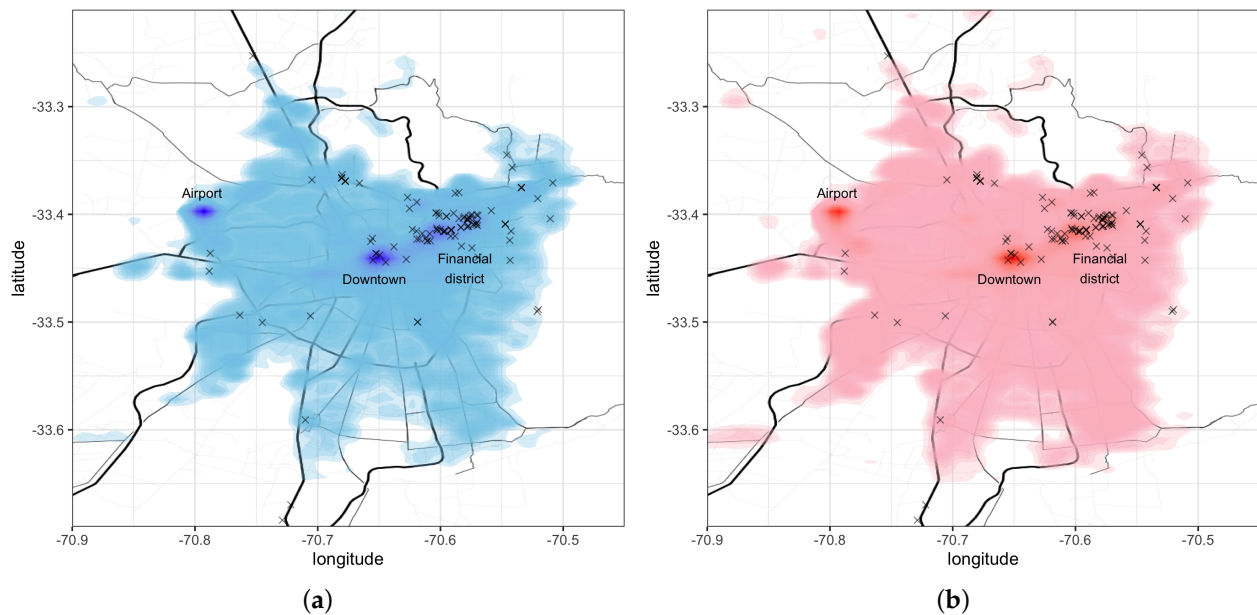 -33.3
-33.4
-33.5
-33.6
latitude
Airport
Downtown
Financial
district
-70.9
-70.8
-70.7
-70.6
-70.5
longitude
(a)
-33.3
-33.4
-33.5
-33.6
latitude
Airport
Downtown
Financial
district
-70.9
-70.8
-70.7
-70.6
-70.5
longitude
(b)